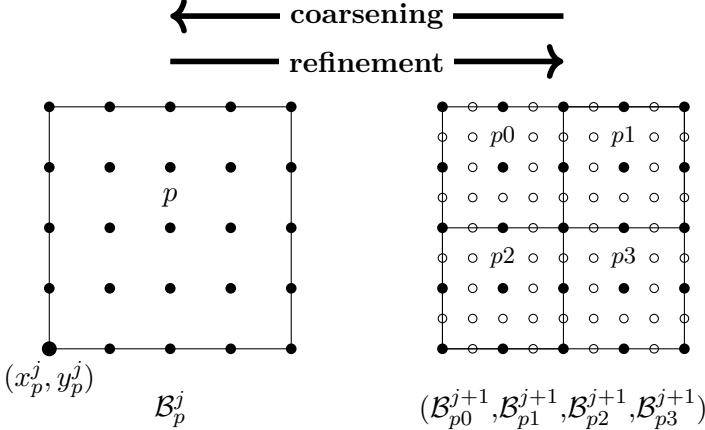 coarsening
refinement
p0 p1
p
p2 p3
(x_p^j, y_p^j)
B_p^j (B_{p0}^{j+1}, B_{p1}^{j+1}, B_{p2}^{j+1}, B_{p3}^{j+1})